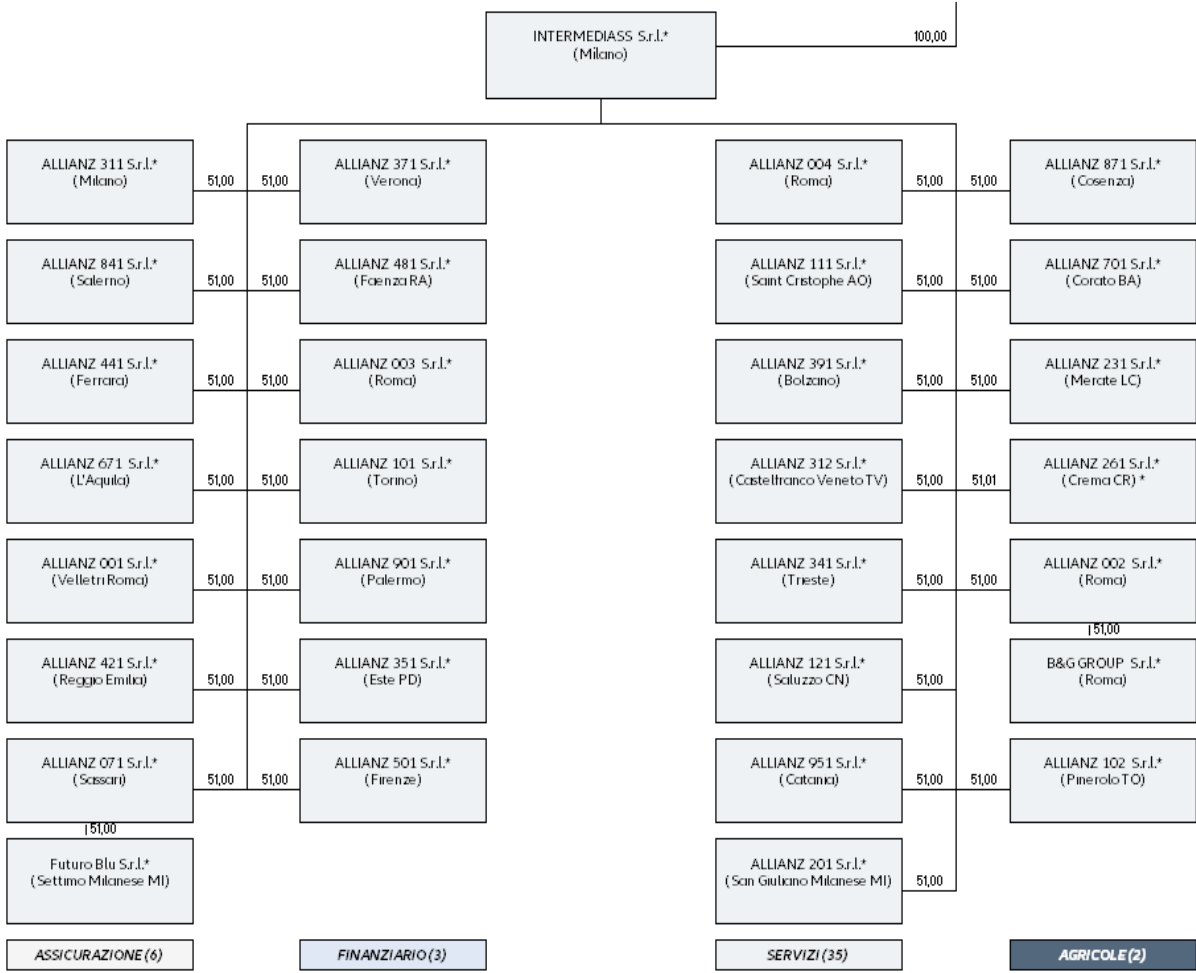 INTERMEDIASS S.r.l.*
(Milano)
100,00
ALLIANZ 311 S.r.l.*
(Milano)
51,00
51,00
ALLIANZ 371 S.r.l.*
(Verona)
ALLIANZ 004 S.r.l.*
(Roma)
51,00
51,00
ALLIANZ 871 S.r.l.*
(Cosenza)
ALLIANZ 841 S.r.l.*
(Salerno)
51,00
51,00
ALLIANZ 481 S.r.l.*
(Faenza RA)
ALLIANZ 111 S.r.l.*
(Saint Cristophe AO)
51,00
51,00
ALLIANZ 701 S.r.l.*
(Corato BA)
ALLIANZ 441 S.r.l.*
(Ferrara)
51,00
51,00
ALLIANZ 003 S.r.l.*
(Roma)
ALLIANZ 391 S.r.l.*
(Bolzano)
51,00
51,00
ALLIANZ 231 S.r.l.*
(Merate LC)
ALLIANZ 671 S.r.l.*
(L'Aquila)
51,00
51,00
ALLIANZ 101 S.r.l.*
(Torino)
ALLIANZ 312 S.r.l.*
(Castelfranco Veneto TV)
51,00
51,01
ALLIANZ 261 S.r.l.*
(Crema CR) *
ALLIANZ 001 S.r.l.*
(Velletri Roma)
51,00
51,00
ALLIANZ 901 S.r.l.*
(Palermo)
ALLIANZ 341 S.r.l.*
(Trieste)
51,00
51,00
ALLIANZ 002 S.r.l.*
(Roma)
51,00
ALLIANZ 421 S.r.l.*
(Reggio Emilia)
51,00
51,00
ALLIANZ 351 S.r.l.*
(Este PD)
ALLIANZ 121 S.r.l.*
(Saluzzo CN)
51,00
B&G GROUP S.r.l.*
(Roma)
ALLIANZ 071 S.r.l.*
(Sassari)
51,00
51,00
ALLIANZ 501 S.r.l.*
(Firenze)
ALLIANZ 951 S.r.l.*
(Catania)
51,00
51,00
ALLIANZ 102 S.r.l.*
(Pinerolo TO)
51,00
Futuro Blu S.r.l.*
(Settimo Milanese MI)
ALLIANZ 201 S.r.l.*
(San Giuliano Milanese MI)
51,00
ASSICURAZIONE (6)
FINANZIARIO (3)
SERVIZI (35)
AGRICOLE (2)